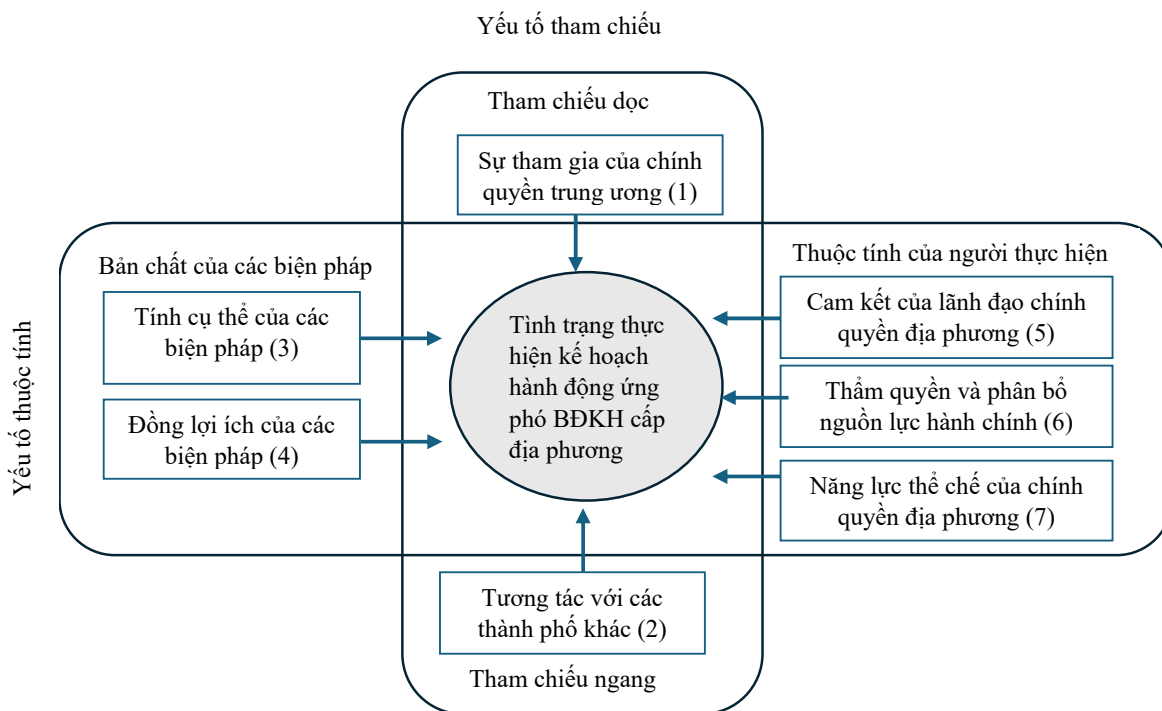 Yếu tố tham chiếu
Tham chiếu dọc
Sự tham gia của chính
quyền trung ương (1)
Yếu tố thuộc tính
Bản chất của các biện pháp
Tính cụ thể của các
biện pháp (3)
Đồng lợi ích của các
biện pháp (4)
Tình trạng thực
hiện kế hoạch
hành động ứng
phó BĐKH cấp
địa phương
Thuộc tính của người thực hiện
Cam kết của lãnh đạo chính
quyền địa phương (5)
Thẩm quyền và phân bổ
nguồn lực hành chính (6)
Năng lực thể chế của chính
quyền địa phương (7)
Tương tác với các
thành phố khác (2)
Tham chiếu ngang